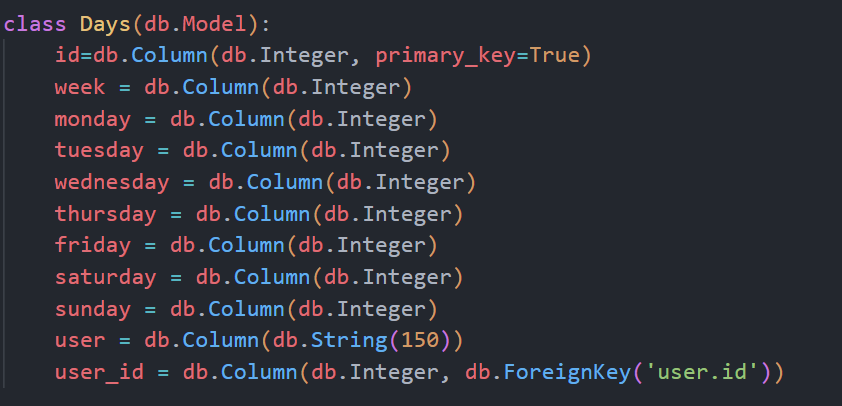 class Days(db.Model):
    id=db.Column(db.Integer, primary_key=True)
    week = db.Column(db.Integer)
    monday = db.Column(db.Integer)
    tuesday = db.Column(db.Integer)
    wednesday = db.Column(db.Integer)
    thursday = db.Column(db.Integer)
    friday = db.Column(db.Integer)
    saturday = db.Column(db.Integer)
    sunday = db.Column(db.Integer)
    user = db.Column(db.String(150))
    user_id = db.Column(db.Integer, db.ForeignKey('user.id'))